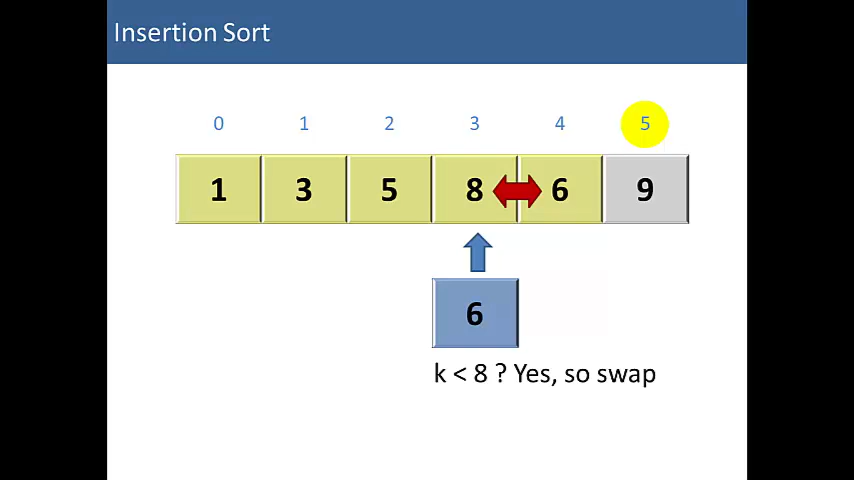 Insertion Sort
0 1 2 3 4 5
1 3 5 8 6 9
6
k < 8 ? Yes, so swap